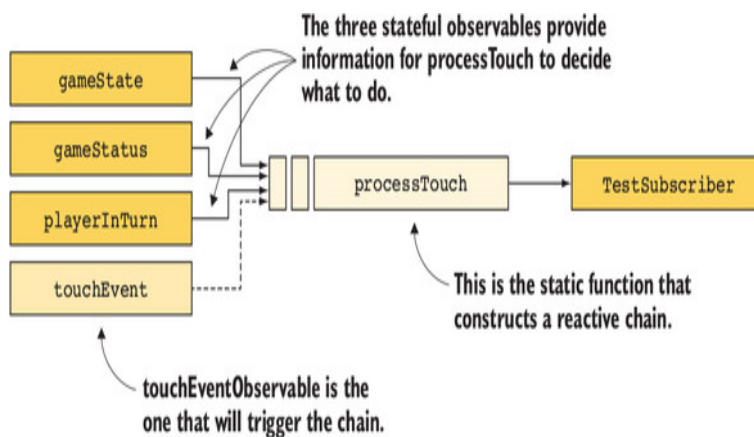 The three stateful observables provide
information for processTouch to decide
what to do.
gameState
gameStatus
processTouch
TestSubscriber
playerInTurn
touchEvent
This is the static function that
constructs a reactive chain.
touchEventObservable is the
one that will trigger the chain.